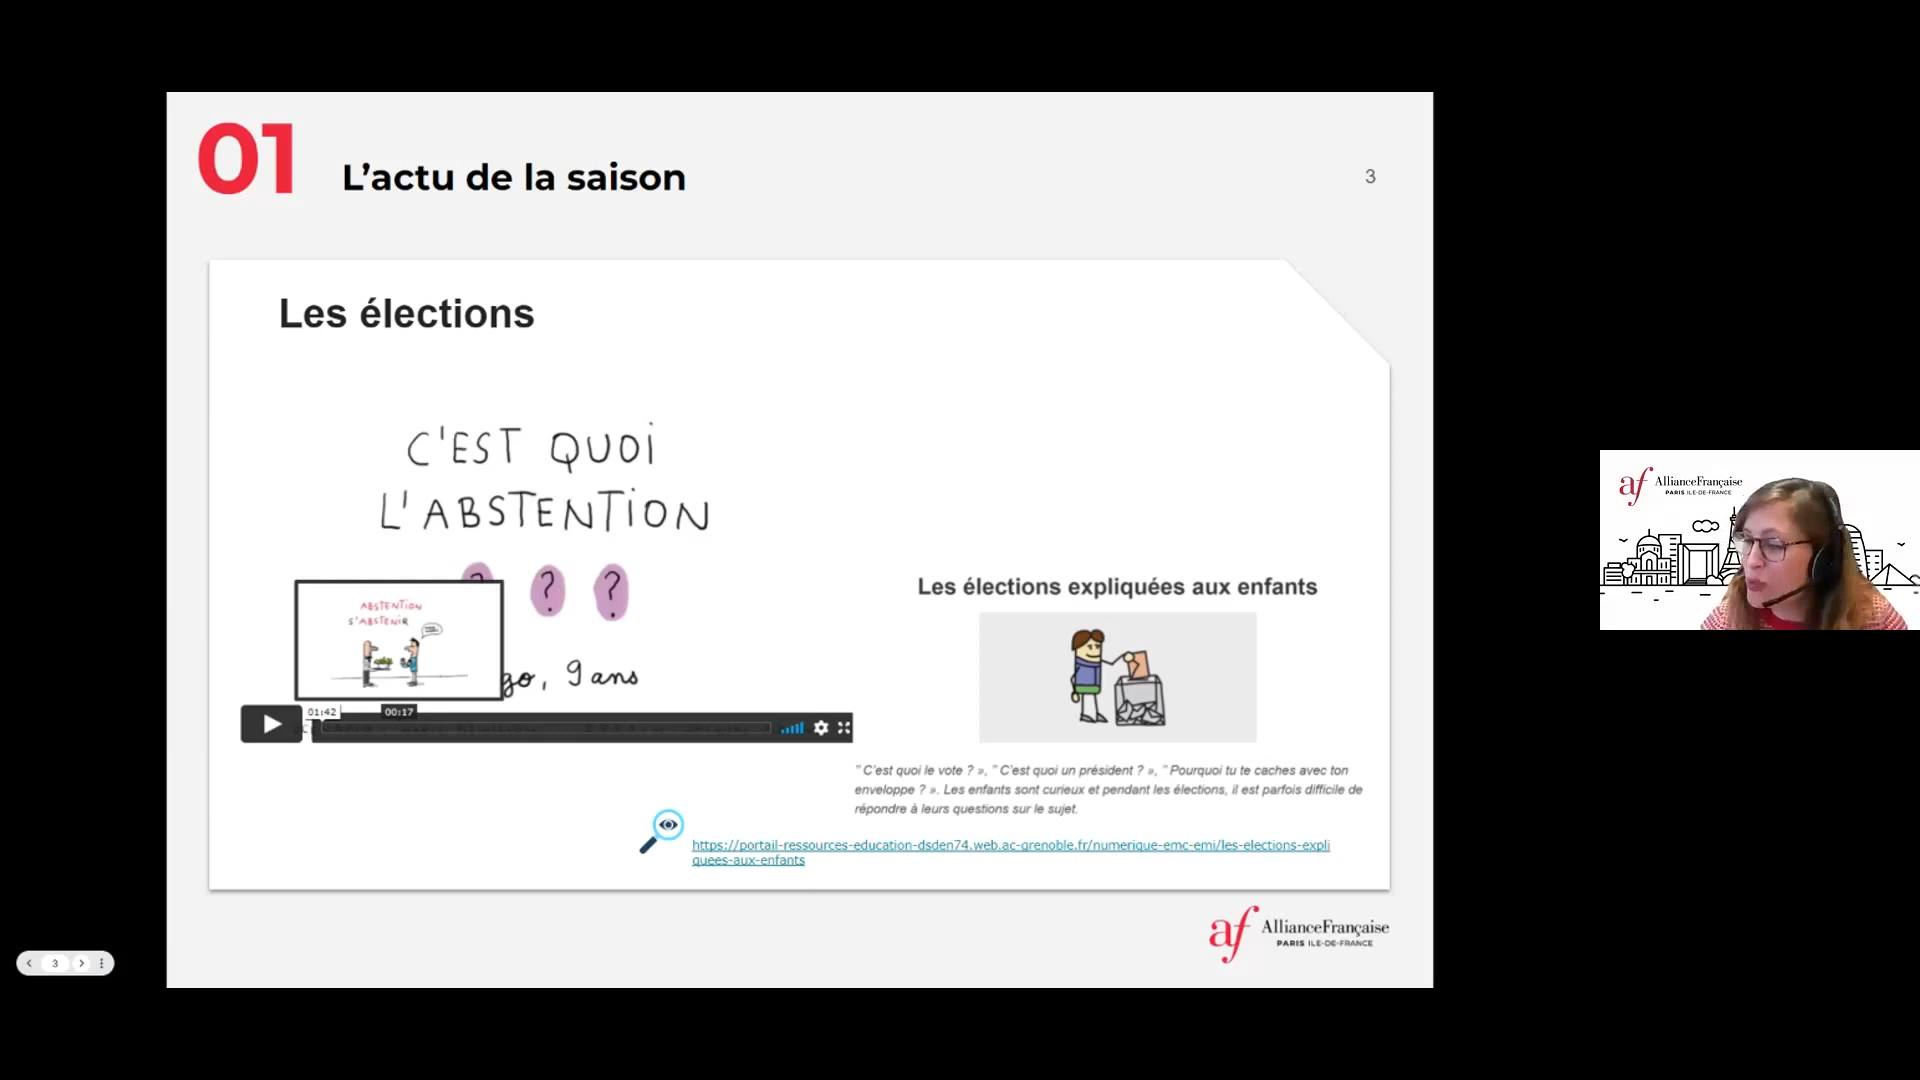 01
L'actu de la saison
3
Les élections
C'EST QUOI
L'ABSTENTION
? ? ?
ABSTENTION
S'ABSTENIR
go, 9 ans
01:42
00:17
Les élections expliquées aux enfants
" C'est quoi le vote ? », " C'est quoi un président ? », " Pourquoi tu te caches avec ton
enveloppe ? ». Les enfants sont curieux et pendant les élections, il est parfois difficile de
répondre à leurs questions sur le sujet.
https://portail-ressources-education-dsden74.web.ac-grenoble.fr/numerique-emc-emi/les-elections-expli
quees-aux-enfants
af AllianceFrançaise
PARIS ILE-DE-FRANCE
3
af AllianceFrançaise
PARIS ILE-DE-FRANCE